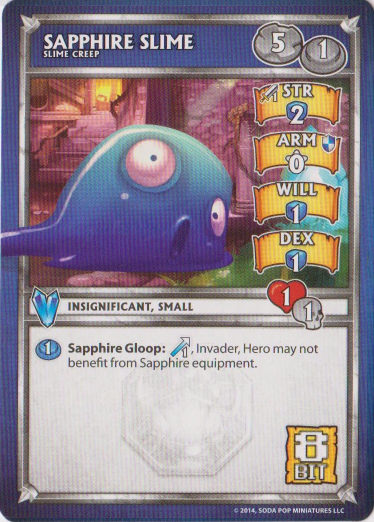 SAPPHIRE SLIME
SLIME CREEP
5 1
STR
2
ARM
0
WILL
1
DEX
1
1
1
INSIGNIFICANT, SMALL
1 Sapphire Gloop: , Invader, Hero may not
benefit from Sapphire equipment.
8
BIT
© 2014, SODA POP MINIATURES LLC